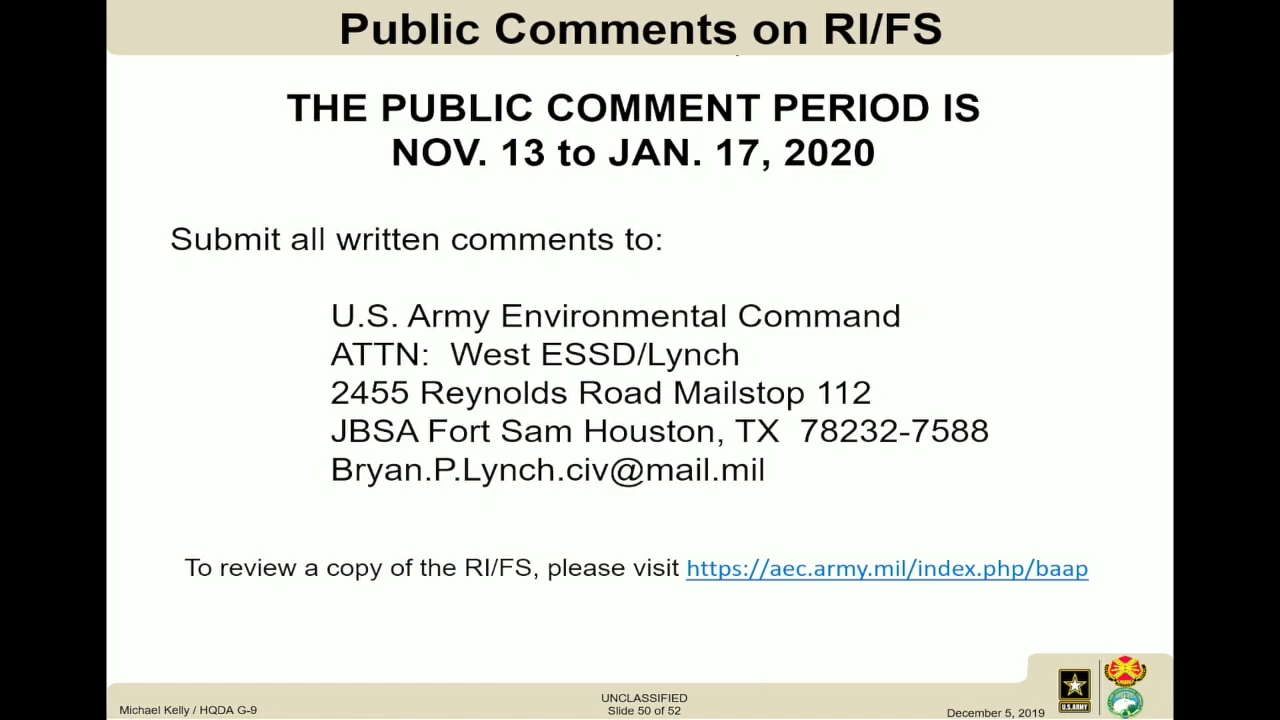 Public Comments on RI/FS
THE PUBLIC COMMENT PERIOD IS
NOV. 13 to JAN. 17, 2020
Submit all written comments to:
U.S. Army Environmental Command
ATTN: West ESSD/Lynch
2455 Reynolds Road Mailstop 112
JBSA Fort Sam Houston, TX 78232-7588
Bryan.P.Lynch.civ@mail.mil
To review a copy of the RI/FS, please visit https://aec.army.mil/index.php/baap
Michael Kelly / HQDA G-9
UNCLASSIFIED
Slide 50 of 52
December 5, 2019
U.S. ARMY